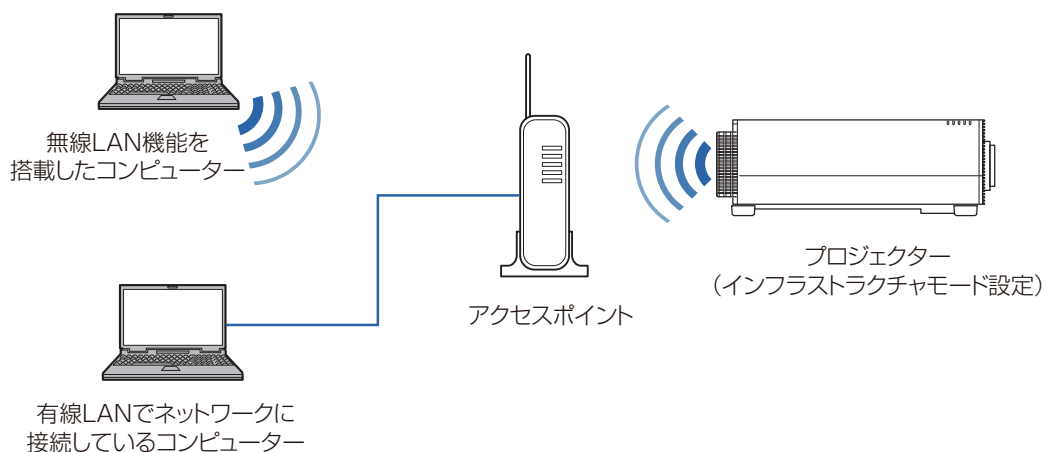 無線LAN機能を
搭載したコンピューター
アクセスポイント
プロジェクター
（インフラストラクチャモード設定）
有線LANでネットワークに
接続しているコンピューター